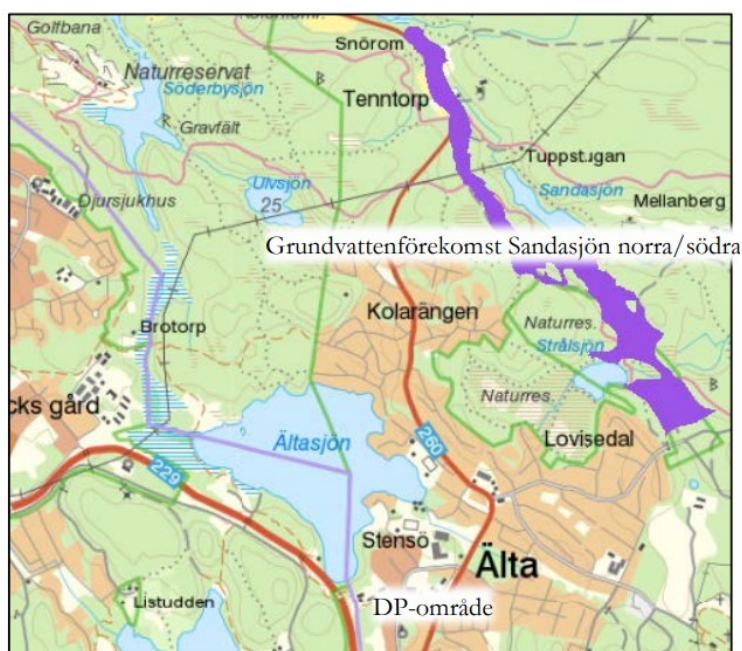 Golfbana
Snörom
Naturreservat
Söderbysjön
Tenntorp
Gravfält
Tuppstugan
Ulvsjön
Sandasjön
Djursjukhus
25
Mellanberg
Grundvattenförekomst Sandasjön norra/södra
Kolarängen
Naturres.
Brotorp
Strålsjön
Naturres.
cks gård
Ältasjön
260
Lovisedal
229
Stensö
Älta
Listudden
DP-område